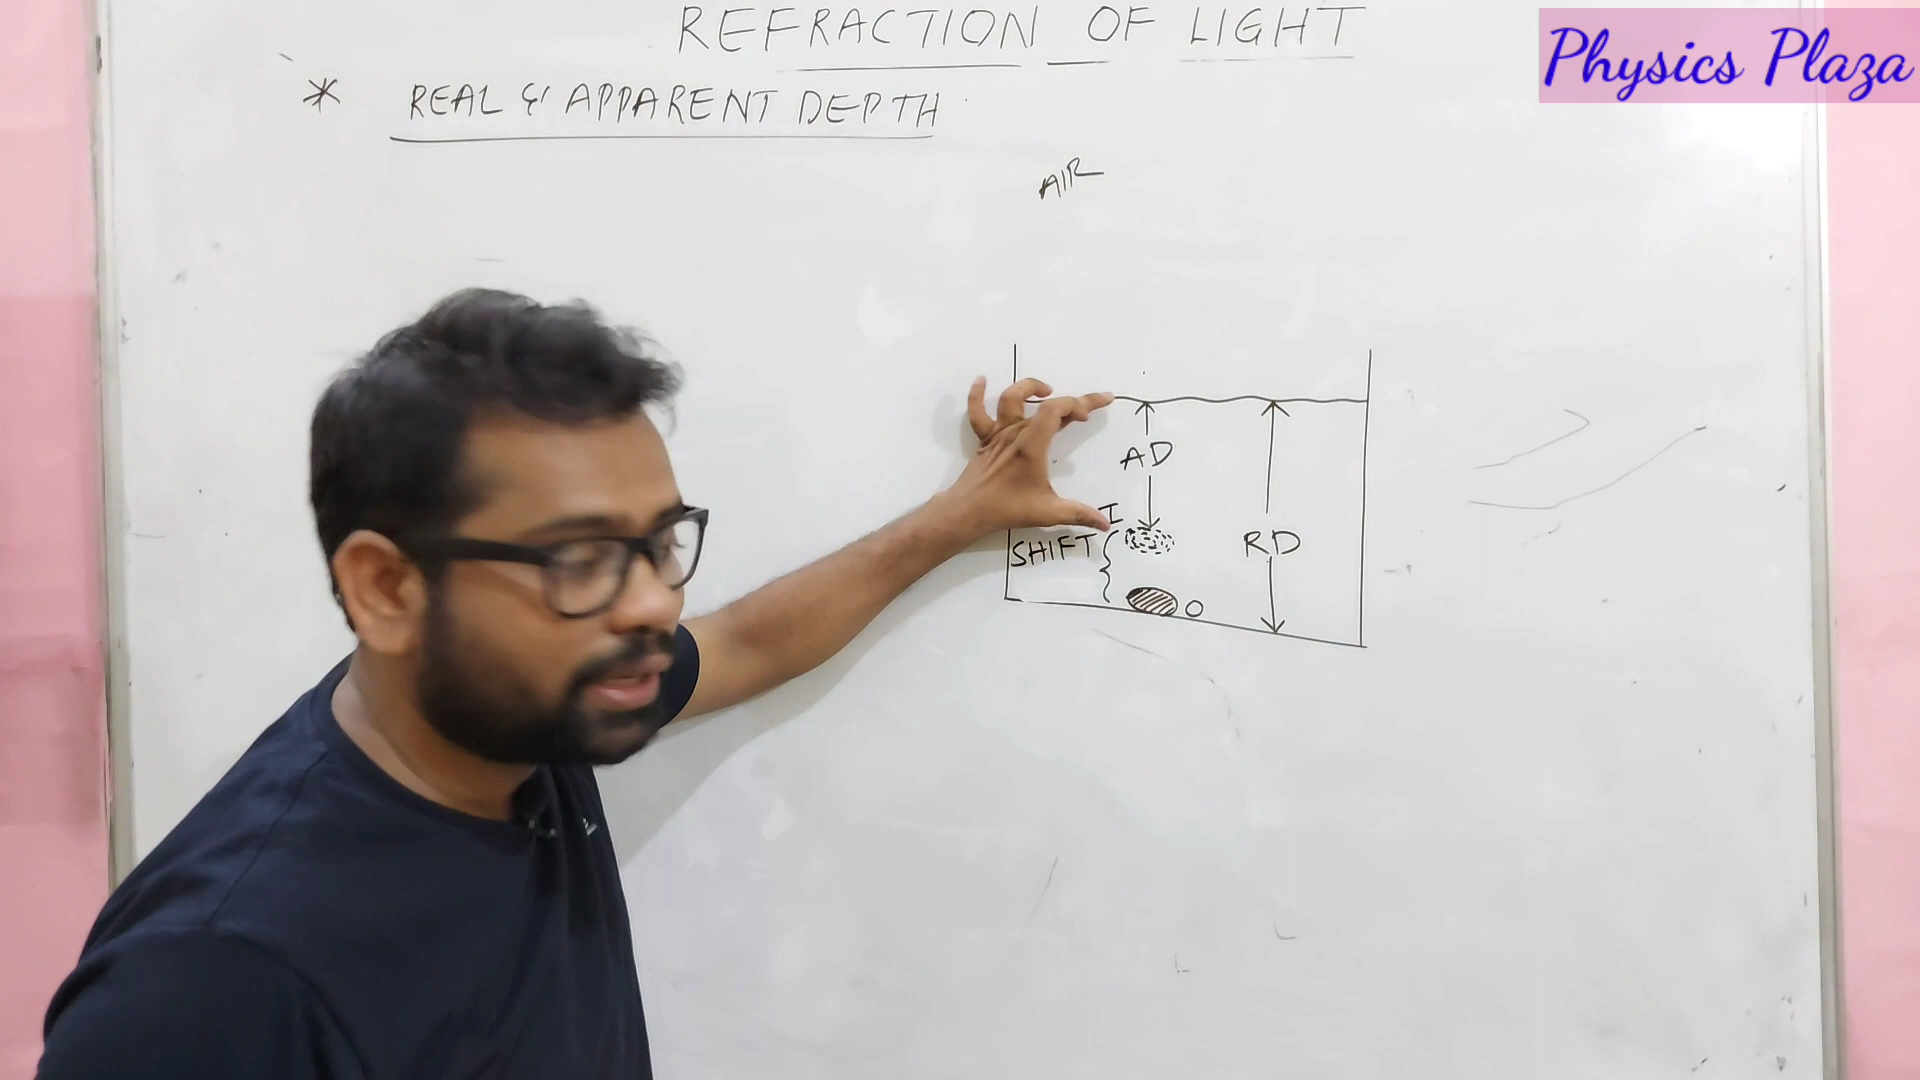 REFRACTION OF LIGHT
Physics Plaza
* REAL & APPARENT DEPTH
AIR
AD
I
SHIFT
RD
O